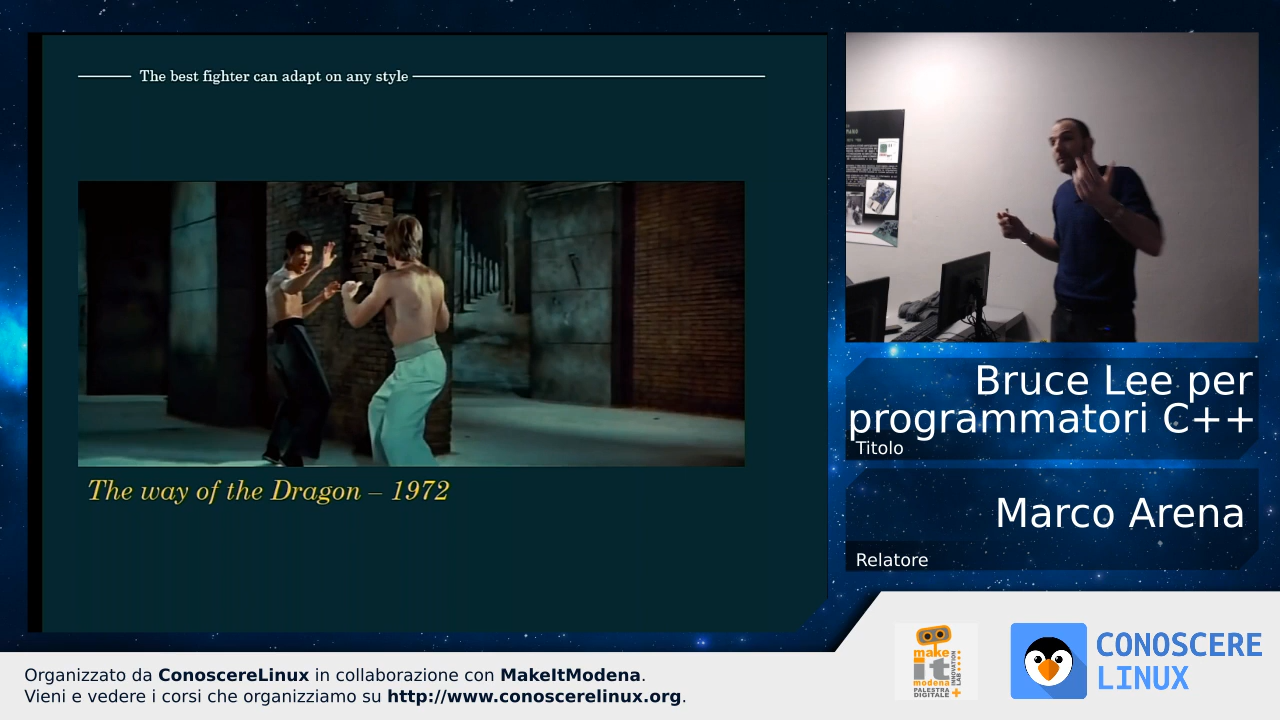 The best fighter can adapt on any style
The way of the Dragon – 1972
Bruce Lee per
programmatori C++
Titolo
Marco Arena
Relatore
make
it
modena
PALESTRA
DIGITALE
INNOVATION
LAB
CONOSCERE
LINUX
Organizzato da ConoscereLinux in collaborazione con MakeItModena.
Vieni e vedere i corsi che organizziamo su http://www.conoscerelinux.org.